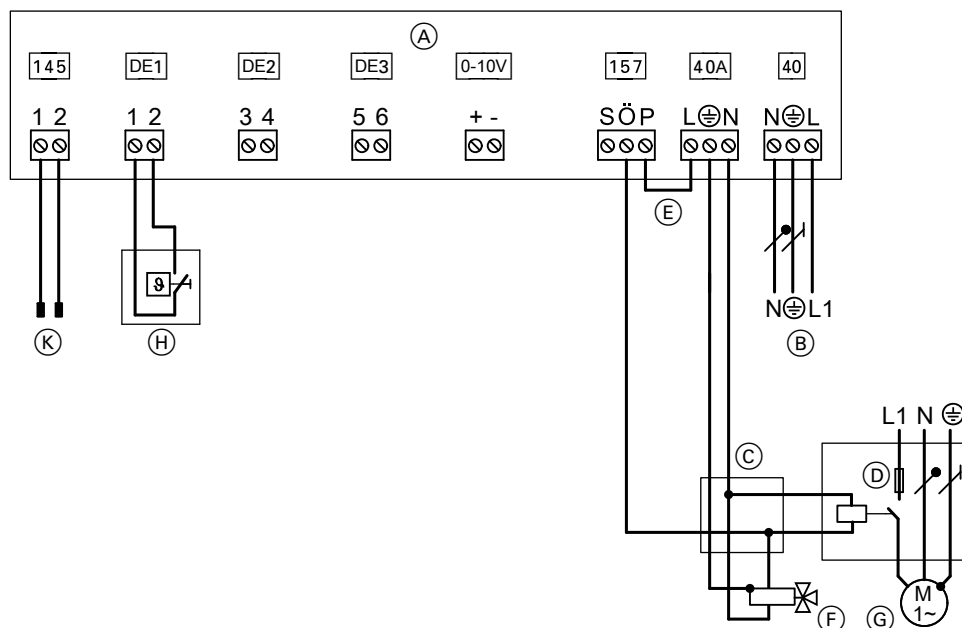 A
145 DE1 DE2 DE3 0-10V 157 40A 40
1 2 1 2 3 4 5 6 + - S Ö P L ⏚ N N ⏚ L
E
ϑ
N ⏚ L1
K H B
L1 N ⏚
C
D
M
1~
F G